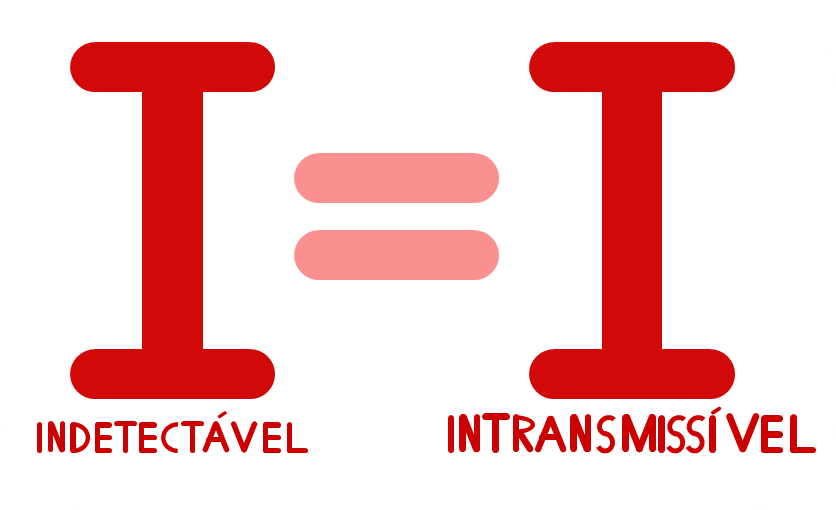 I = I
INDETECTÁVEL INTRANSMISSÍVEL